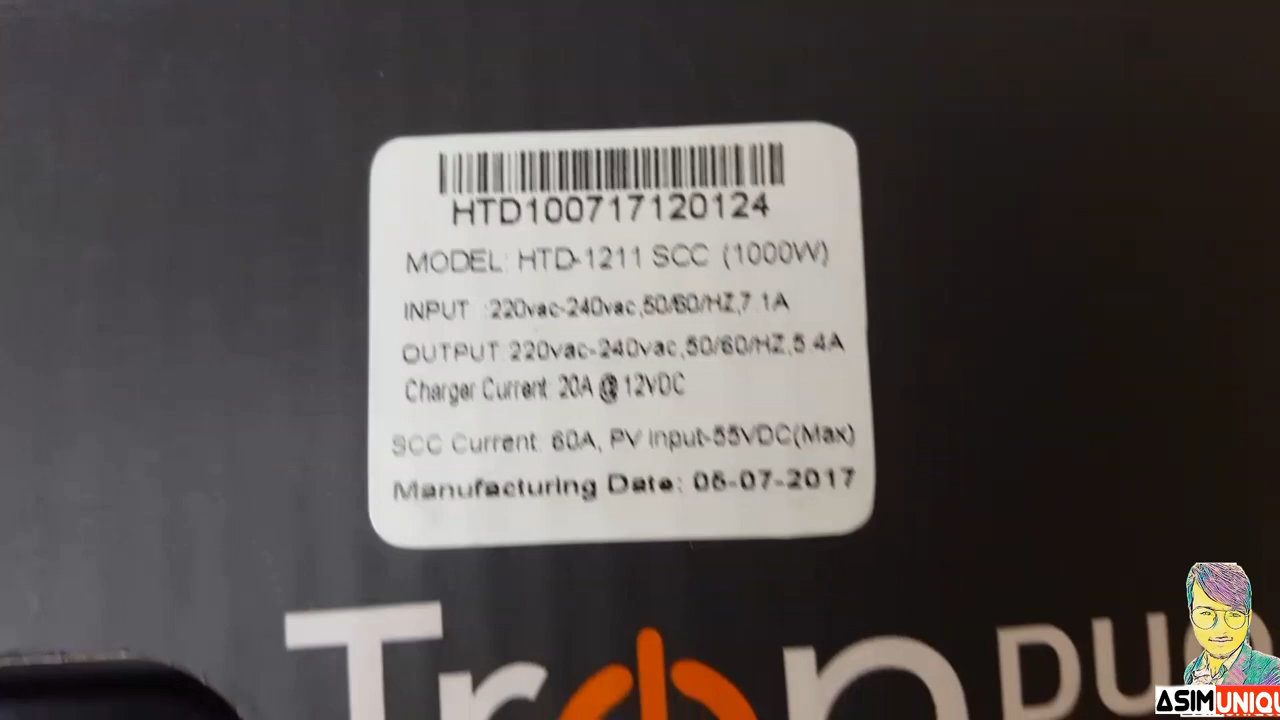 HTD100717120124
MODEL: HTD-1211 SCC (1000W)
INPUT :220vac-240vac,50/60/HZ,7.1A
OUTPUT 220vac-240vac,50/60/HZ,5.4A
Charger Current: 20A @ 12VDC
SCC Current: 60A, PV Input-55VDC(Max)
Manufacturing Date: 05-07-2017
Tron DUO
ASIMUNIQU